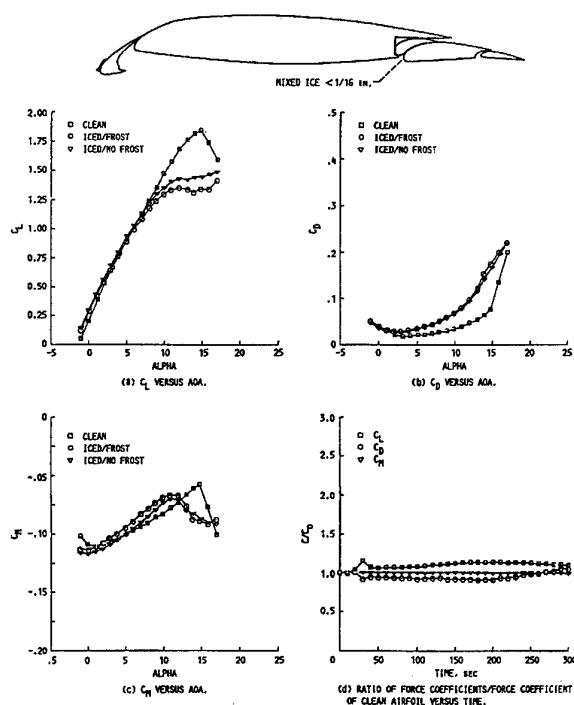 MIXED ICE <1/16 IN.
2.00
1.75
1.50
1.25
1.00
0.75
0.50
0.25
0.00
C_L
CLEAN
ICED/FROST
ICED/NO FROST
-5 0 5 10 15 20 25
ALPHA
(a) C_L VERSUS AOA.
.5
.4
.3
.2
.1
0
C_D
CLEAN
ICED/FROST
ICED/NO FROST
-5 0 5 10 15 20 25
ALPHA
(b) C_D VERSUS AOA.
-0
-.05
-.10
-.15
-.20
C_M
CLEAN
ICED/FROST
ICED/NO FROST
-5 0 5 10 15 20 25
ALPHA
(c) C_M VERSUS AOA.
3.0
2.5
2.0
1.5
1.0
0.5
C/C_O
C_L
C_D
C_M
0 50 100 150 200 250 300
TIME, SEC
(d) RATIO OF FORCE COEFFICIENTS/FORCE COEFFICIENT
OF CLEAN AIRFOIL VERSUS TIME.